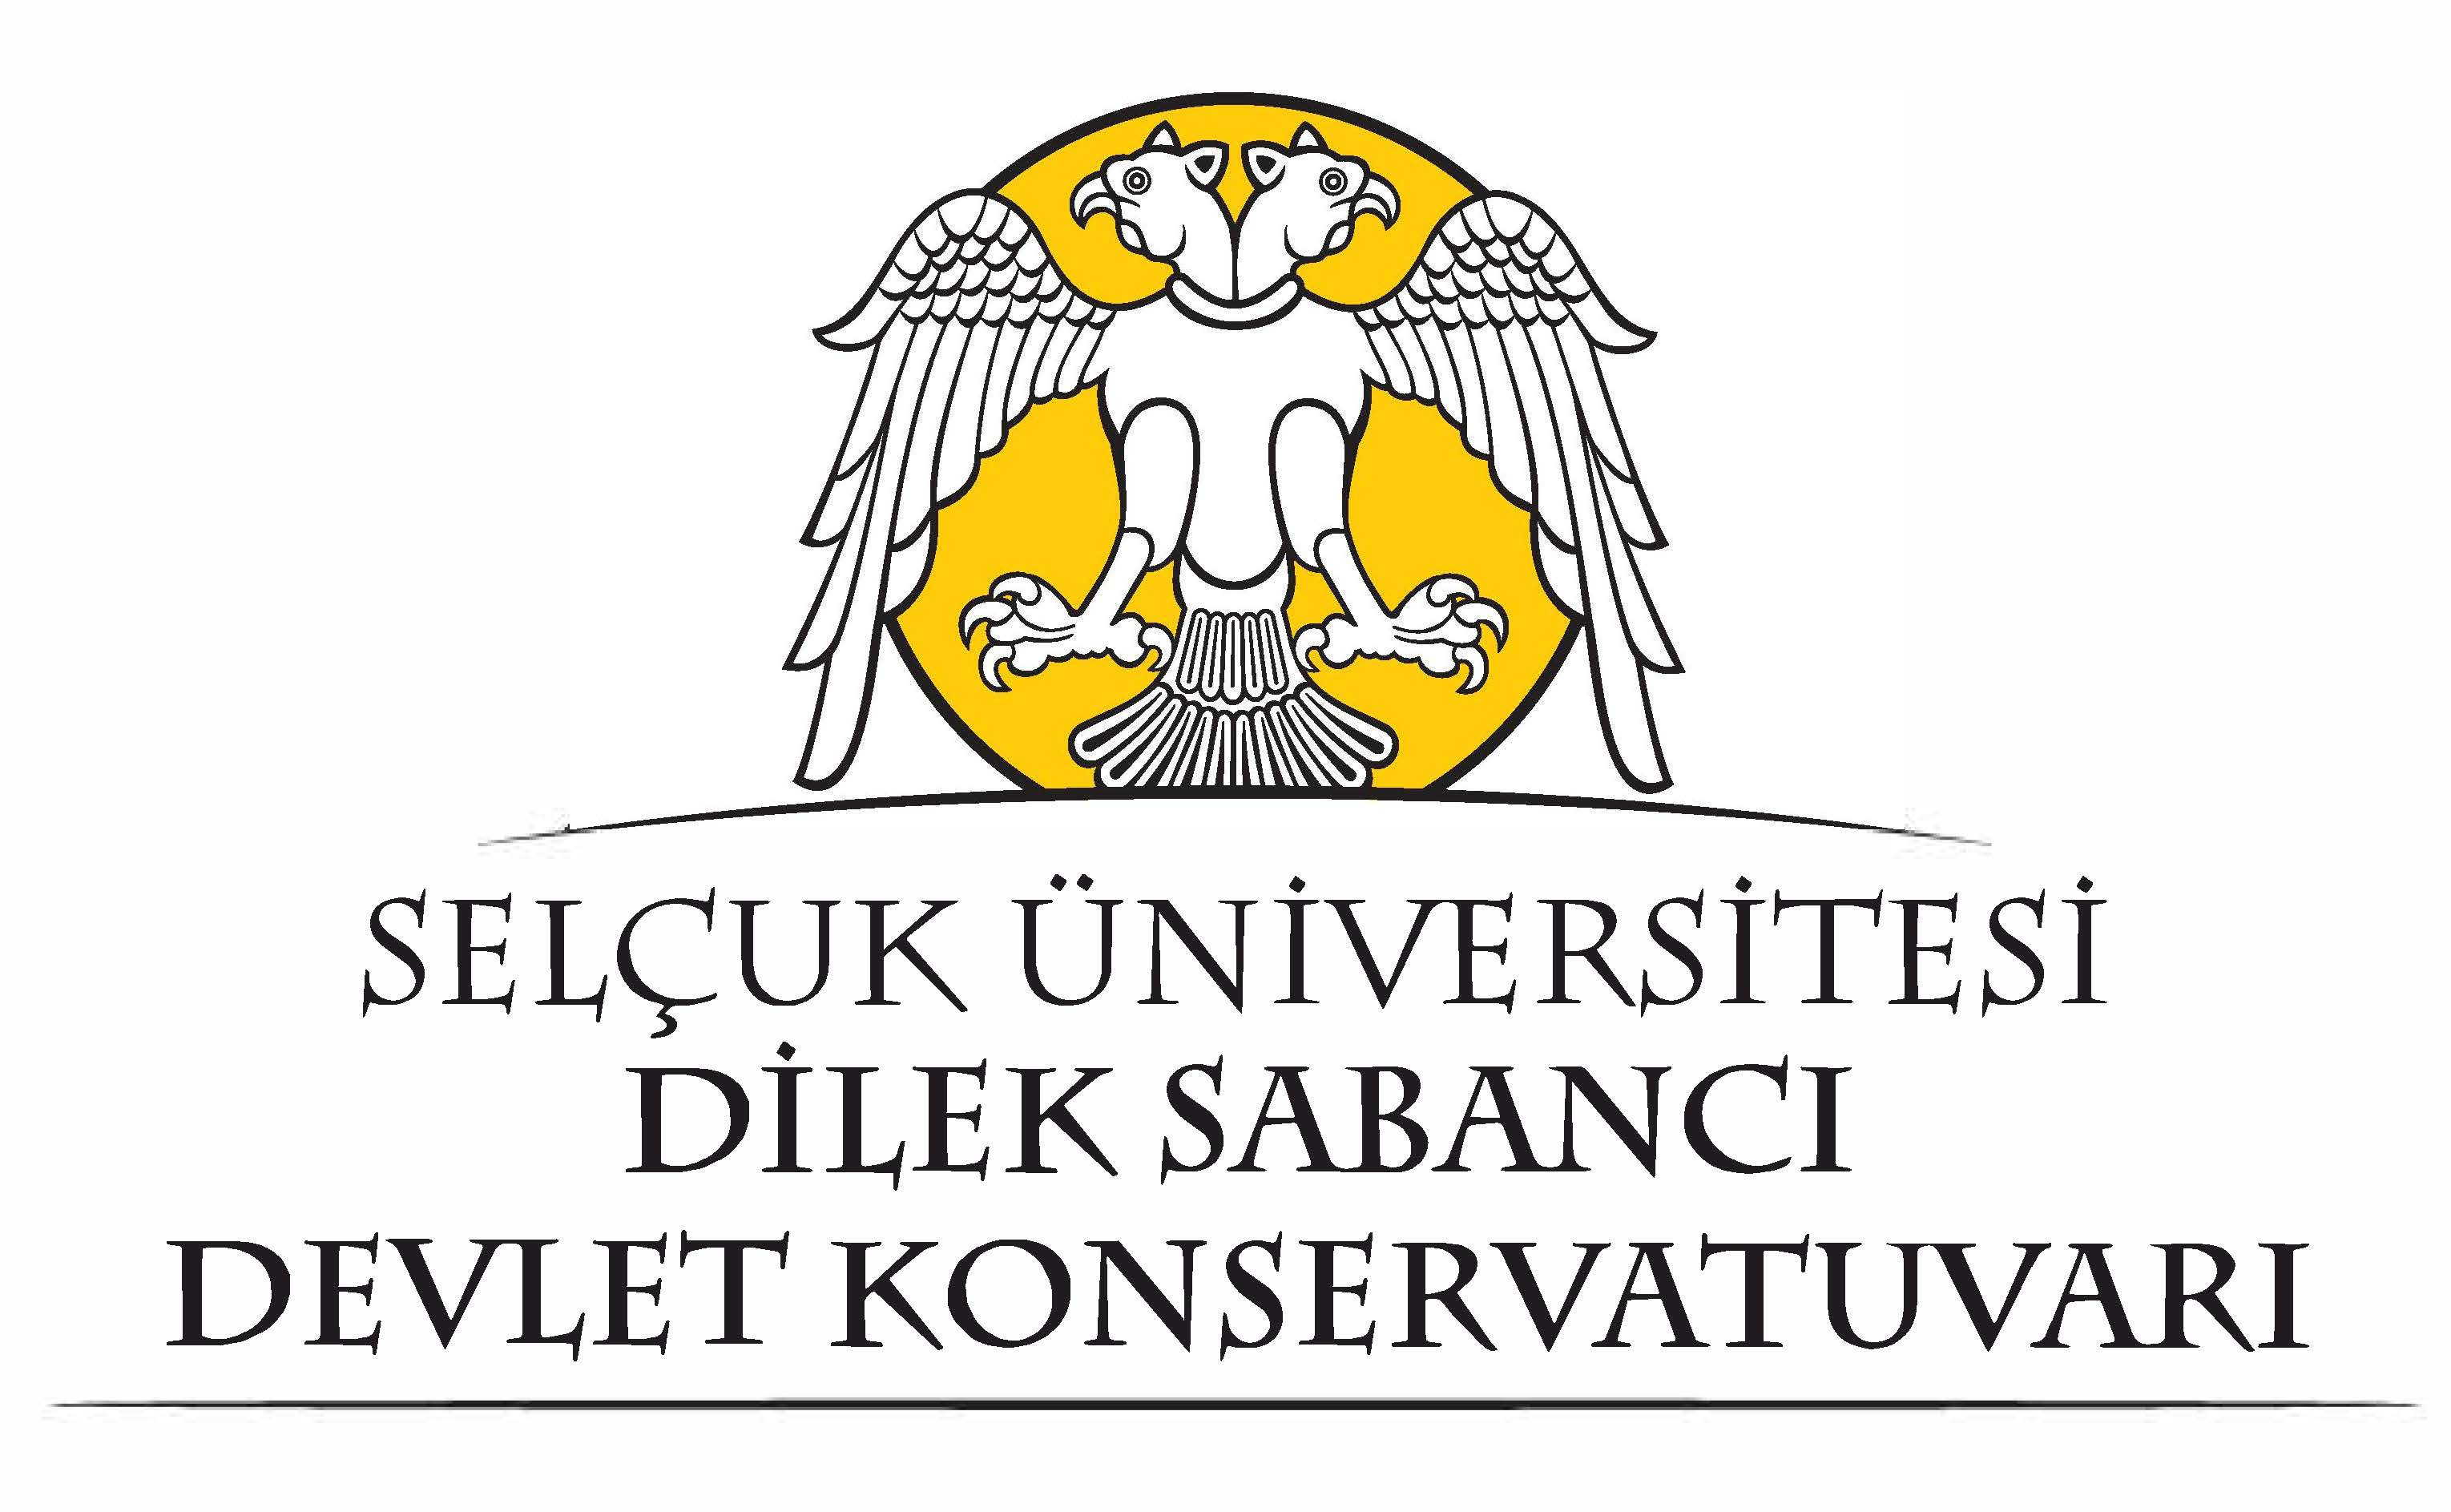 SELÇUK ÜNİVERSİTESİ
DİLEK SABANCI
DEVLET KONSERVATUVARI